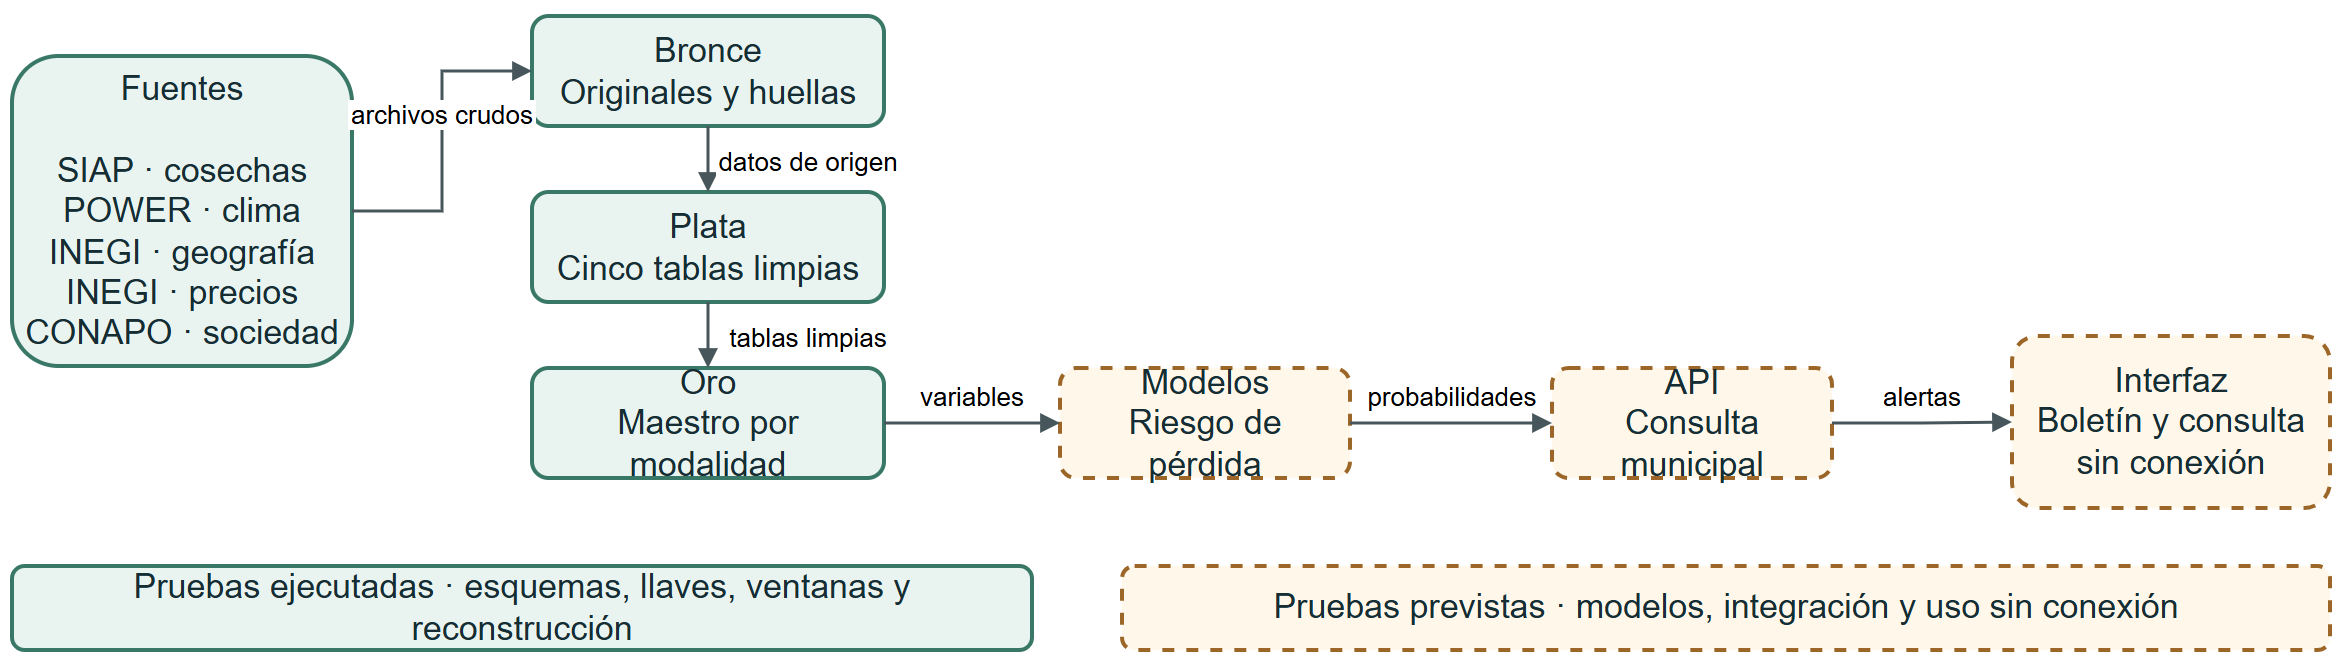 Fuentes
SIAP · cosechas
POWER · clima
INEGI · geografía
INEGI · precios
CONAPO · sociedad
archivos crudos
Bronce
Originales y huellas
datos de origen
Plata
Cinco tablas limpias
tablas limpias
Oro
Maestro por
modalidad
variables
Modelos
Riesgo de
pérdida
probabilidades
API
Consulta
municipal
alertas
Interfaz
Boletín y consulta
sin conexión
Pruebas ejecutadas · esquemas, llaves, ventanas y
reconstrucción
Pruebas previstas · modelos, integración y uso sin conexión